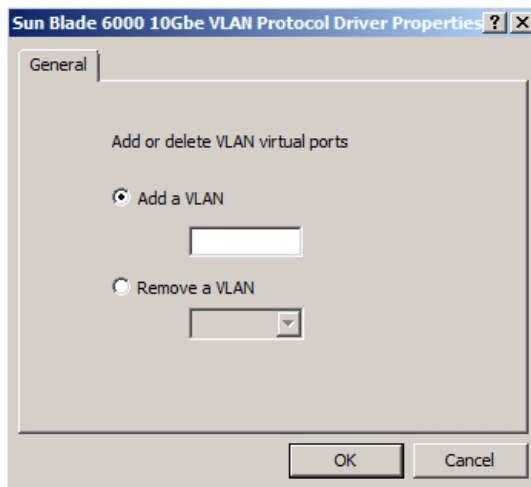 Sun Blade 6000 10Gbe VLAN Protocol Driver Properties ? X
General
Add or delete VLAN virtual ports
Add a VLAN
Remove a VLAN
OK Cancel